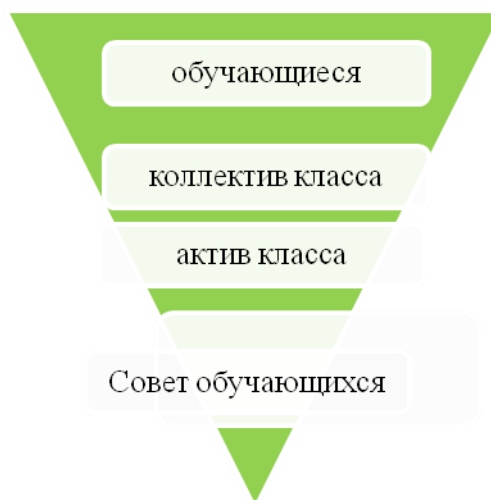 обучающиеся
коллектив класса
актив класса
Совет обучающихся